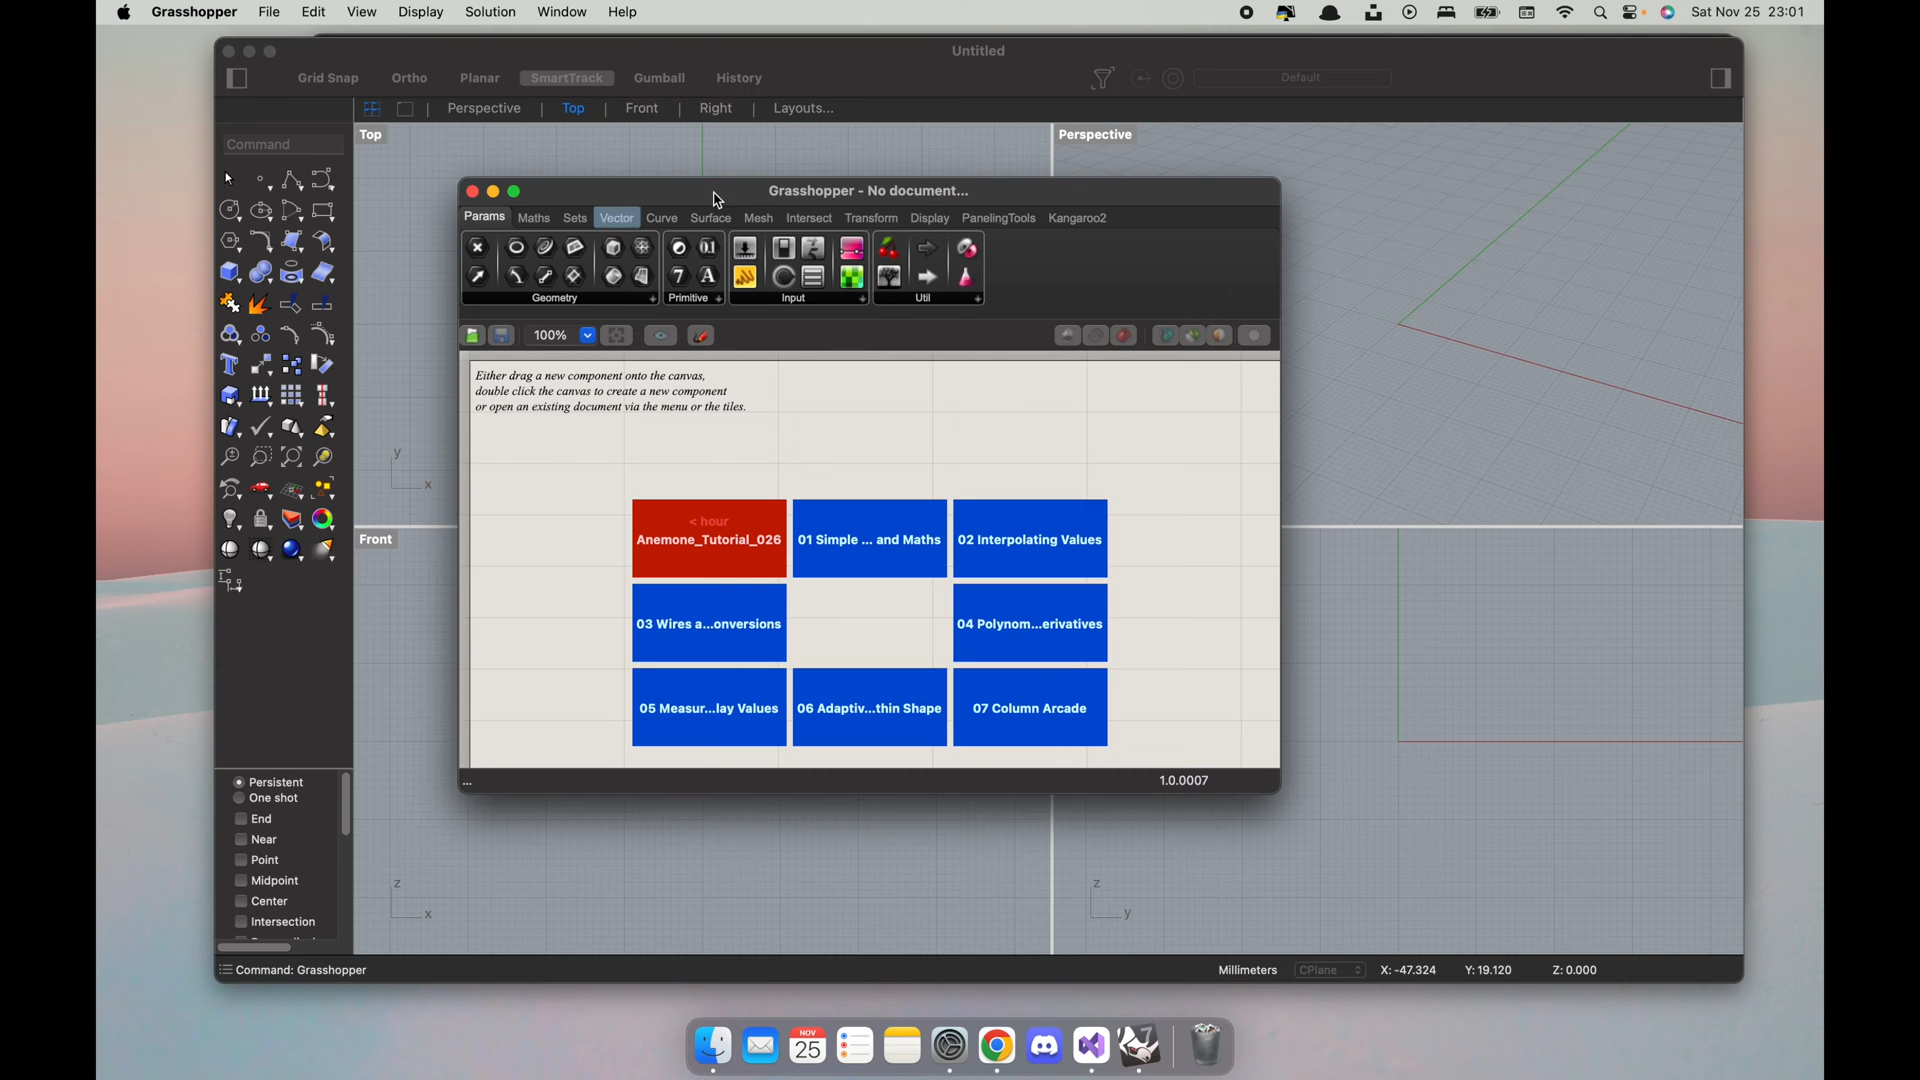 Grasshopper File Edit View Display Solution Window Help
Sat Nov 25 23:01
Untitled
Grid Snap Ortho Planar SmartTrack Gumball History
Default
Perspective Top Front Right Layouts...
Command
Top
Perspective
Grasshopper - No document...
Params Maths Sets Vector Curve Surface Mesh Intersect Transform Display PanelingTools Kangaroo2
Geometry Primitive Input Util
100%
Either drag a new component onto the canvas,
double click the canvas to create a new component
or open an existing document via the menu or the tiles.
< hour
Anemone_Tutorial_026
01 Simple ... and Maths
02 Interpolating Values
03 Wires a...onversions
04 Polynom...erivatives
05 Measur...lay Values
06 Adaptiv...thin Shape
07 Column Arcade
...
1.0.0007
y
x
Front
z
x
z
y
Persistent
One shot
End
Near
Point
Midpoint
Center
Intersection
Command: Grasshopper
Millimeters CPlane X: -47.324 Y: 19.120 Z: 0.000
NOV
25
7